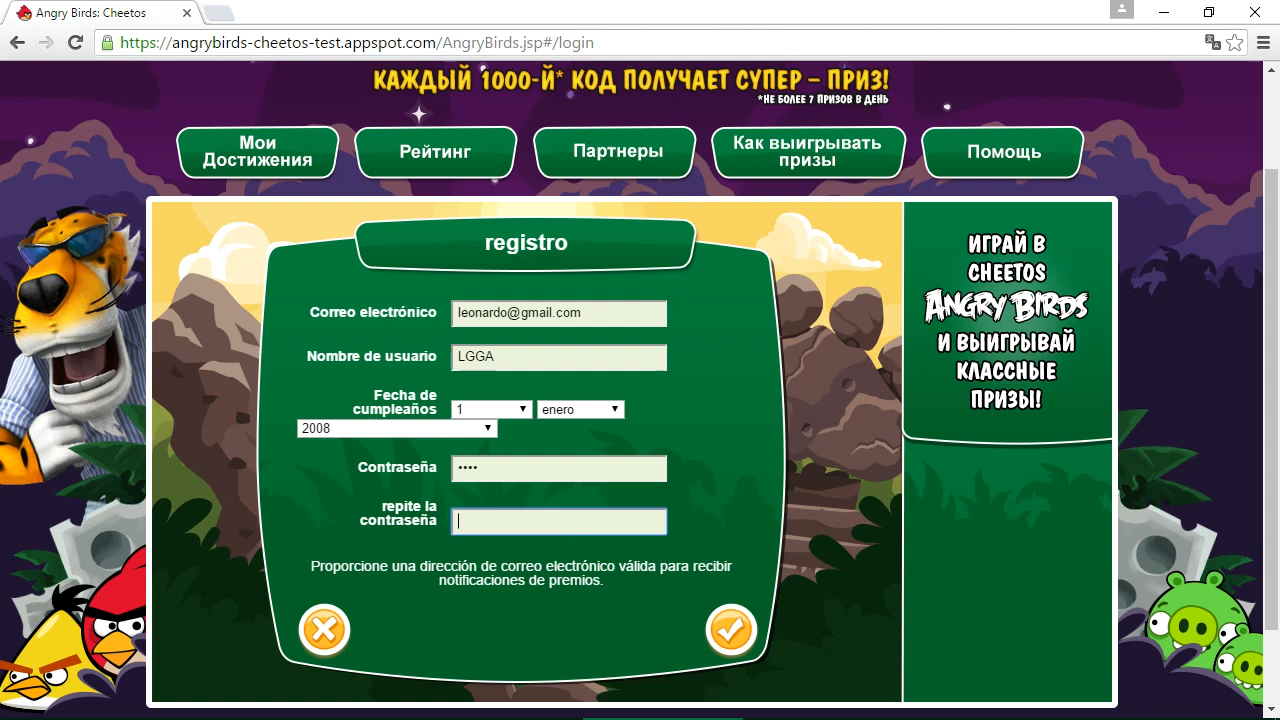 Angry Birds: Cheetos
https://angrybirds-cheetos-test.appspot.com/AngryBirds.jsp#/login
КАЖДЫЙ 1000-Й* КОД ПОЛУЧАЕТ СУПЕР – ПРИЗ!
*НЕ БОЛЕЕ 7 ПРИЗОВ В ДЕНЬ
Мои
Достижения
Рейтинг
Партнеры
Как выигрывать
призы
Помощь
registro
Correo electrónico
leonardo@gmail.com
Nombre de usuario
LGGA
Fecha de
cumpleaños
1
enero
2008
Contraseña
••••
repite la
contraseña
Proporcione una dirección de correo electrónico válida para recibir
notificaciones de premios.
ИГРАЙ В
CHEETOS
ANGRY BIRDS
И ВЫИГРЫВАЙ
КЛАССНЫЕ
ПРИЗЫ!